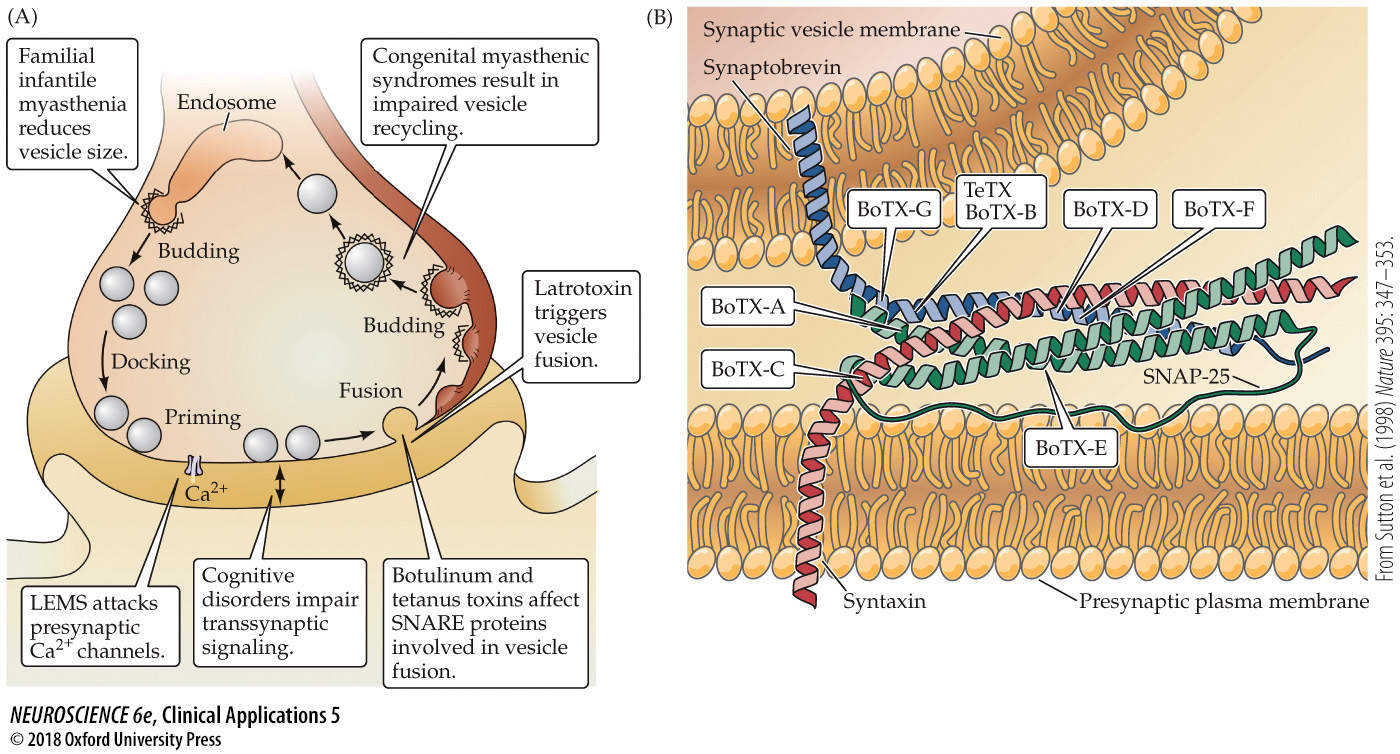 (A)
Familial
infantile
myasthenia
reduces
vesicle size.
Endosome
Congenital myasthenic
syndromes result in
impaired vesicle
recycling.
Budding
Docking
Priming
Budding
Fusion
Latrotoxin
triggers
vesicle
fusion.
Ca²⁺
LEMS attacks
presynaptic
Ca²⁺ channels.
Cognitive
disorders impair
transsynaptic
signaling.
Botulinum and
tetanus toxins affect
SNARE proteins
involved in vesicle
fusion.
(B)
Synaptic vesicle membrane
Synaptobrevin
BoTX-G
TeTX
BoTX-B
BoTX-D
BoTX-F
BoTX-A
BoTX-C
SNAP-25
BoTX-E
Syntaxin
Presynaptic plasma membrane
From Sutton et al. (1998) Nature 395: 347–353.
NEUROSCIENCE 6e, Clinical Applications 5
© 2018 Oxford University Press